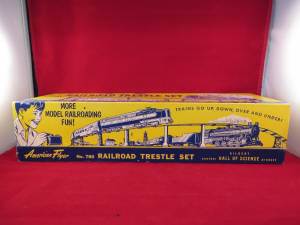 MORE
MODEL RAILROADING
FUN!
TRAINS GO UP, DOWN, OVER AND UNDER!
American Flyer
No. 780 RAILROAD TRESTLE SET
GILBERT
HALL OF SCIENCE